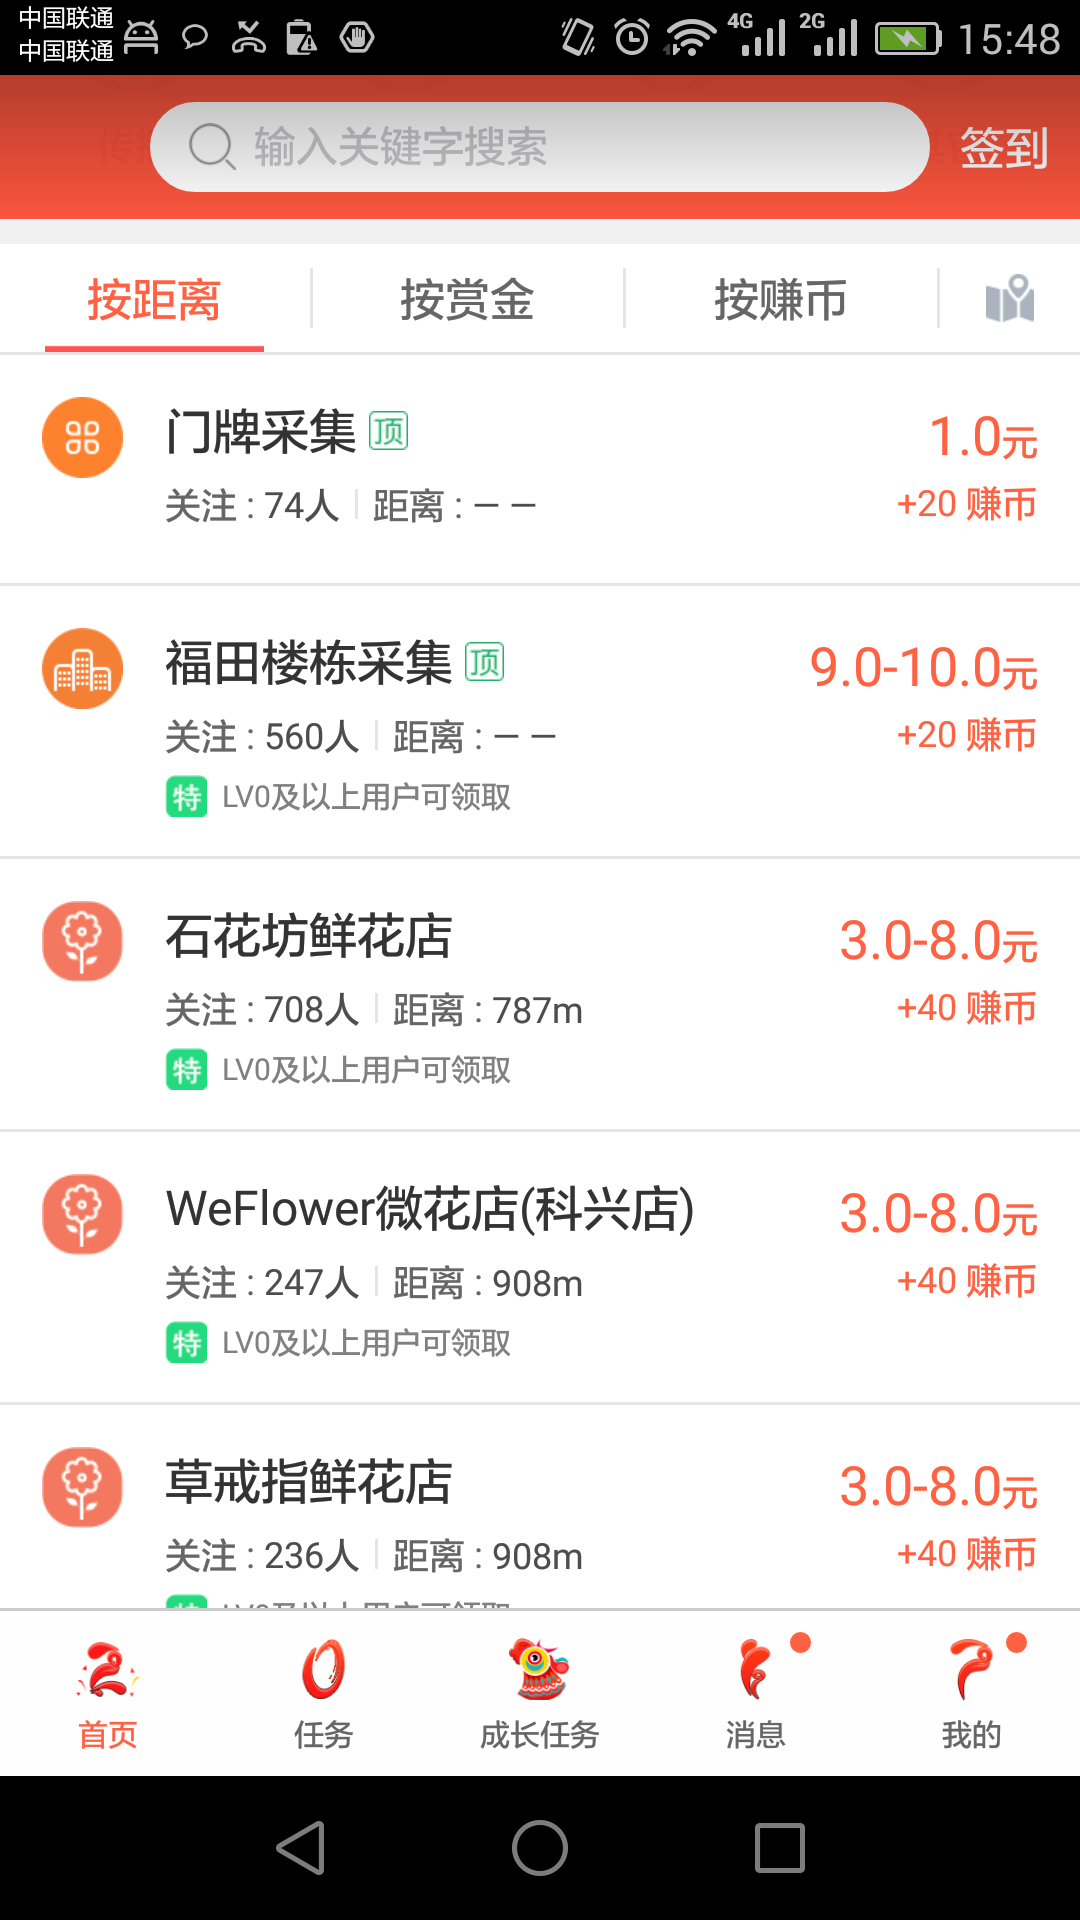 中国联通
中国联通
4G
2G
15:48
输入关键字搜索
签到
按距离
按赏金
按赚币
门牌采集 顶
1.0元
关注 : 74人 距离 : — —
+20 赚币
福田楼栋采集 顶
9.0-10.0元
关注 : 560人 距离 : — —
+20 赚币
特 LV0及以上用户可领取
石花坊鲜花店
3.0-8.0元
关注 : 708人 距离 : 787m
+40 赚币
特 LV0及以上用户可领取
WeFlower微花店(科兴店)
3.0-8.0元
关注 : 247人 距离 : 908m
+40 赚币
特 LV0及以上用户可领取
草戒指鲜花店
3.0-8.0元
关注 : 236人 距离 : 908m
+40 赚币
首页
任务
成长任务
消息
我的